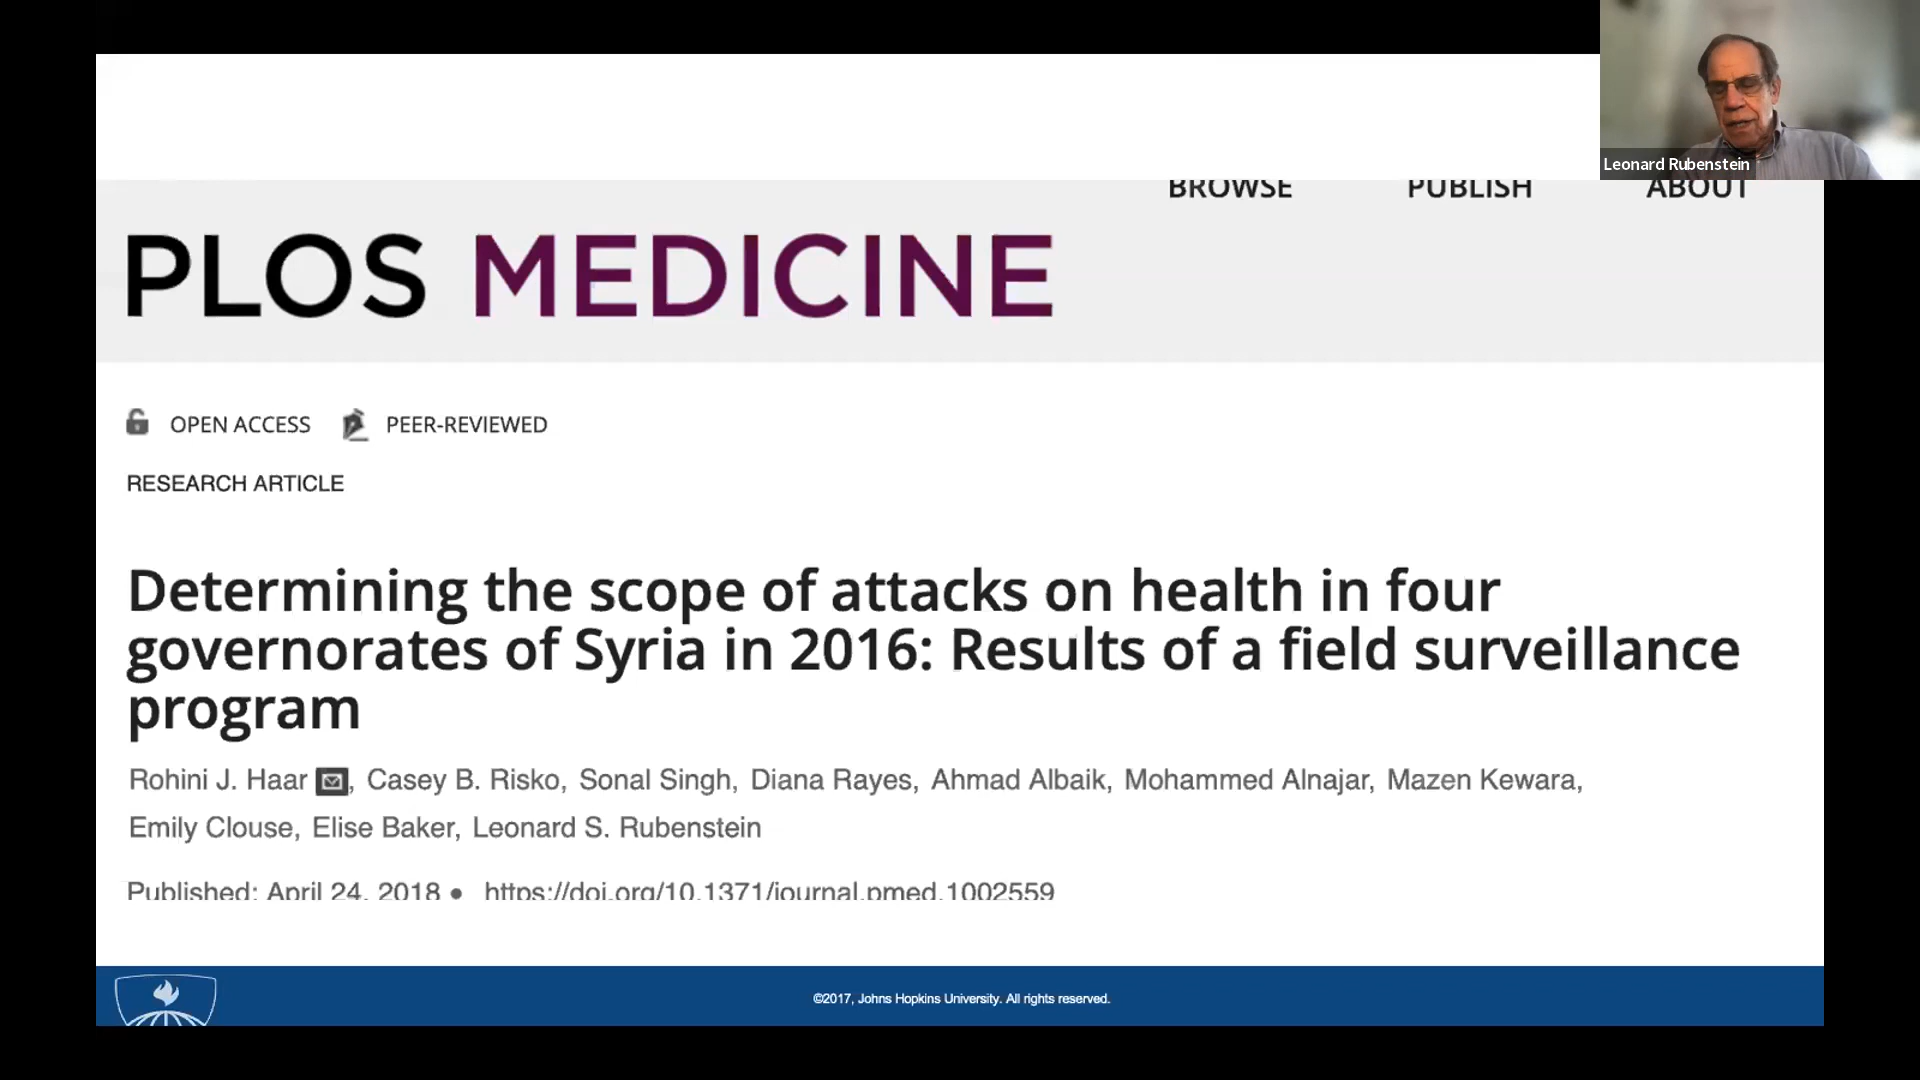 Leonard Rubenstein
BROWSE PUBLISH ABOUT
PLOS MEDICINE
OPEN ACCESS PEER-REVIEWED
RESEARCH ARTICLE
Determining the scope of attacks on health in four
governorates of Syria in 2016: Results of a field surveillance
program
Rohini J. Haar , Casey B. Risko, Sonal Singh, Diana Rayes, Ahmad Albaik, Mohammed Alnajar, Mazen Kewara,
Emily Clouse, Elise Baker, Leonard S. Rubenstein
Published: April 24, 2018 • https://doi.org/10.1371/journal.pmed.1002559
©2017, Johns Hopkins University. All rights reserved.